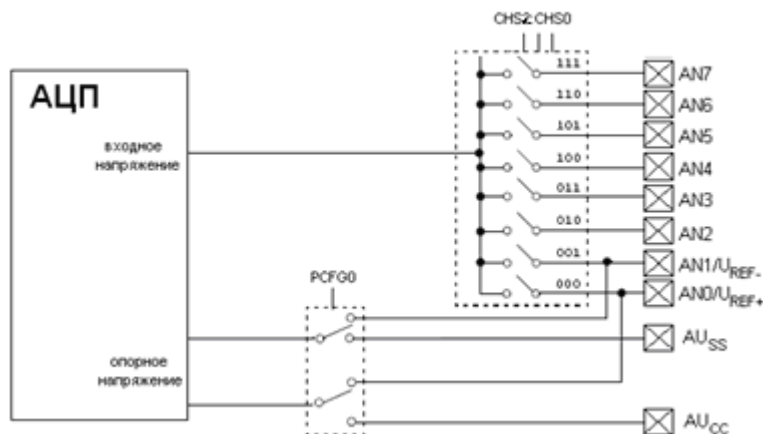 CHS2:CHS0
АЦП
входное
напряжение
111
AN7
110
AN6
101
AN5
100
AN4
011
AN3
010
AN2
001
AN1/UREF-
000
AN0/UREF+
PCFG0
AUSS
опорное
напряжение
AUCC